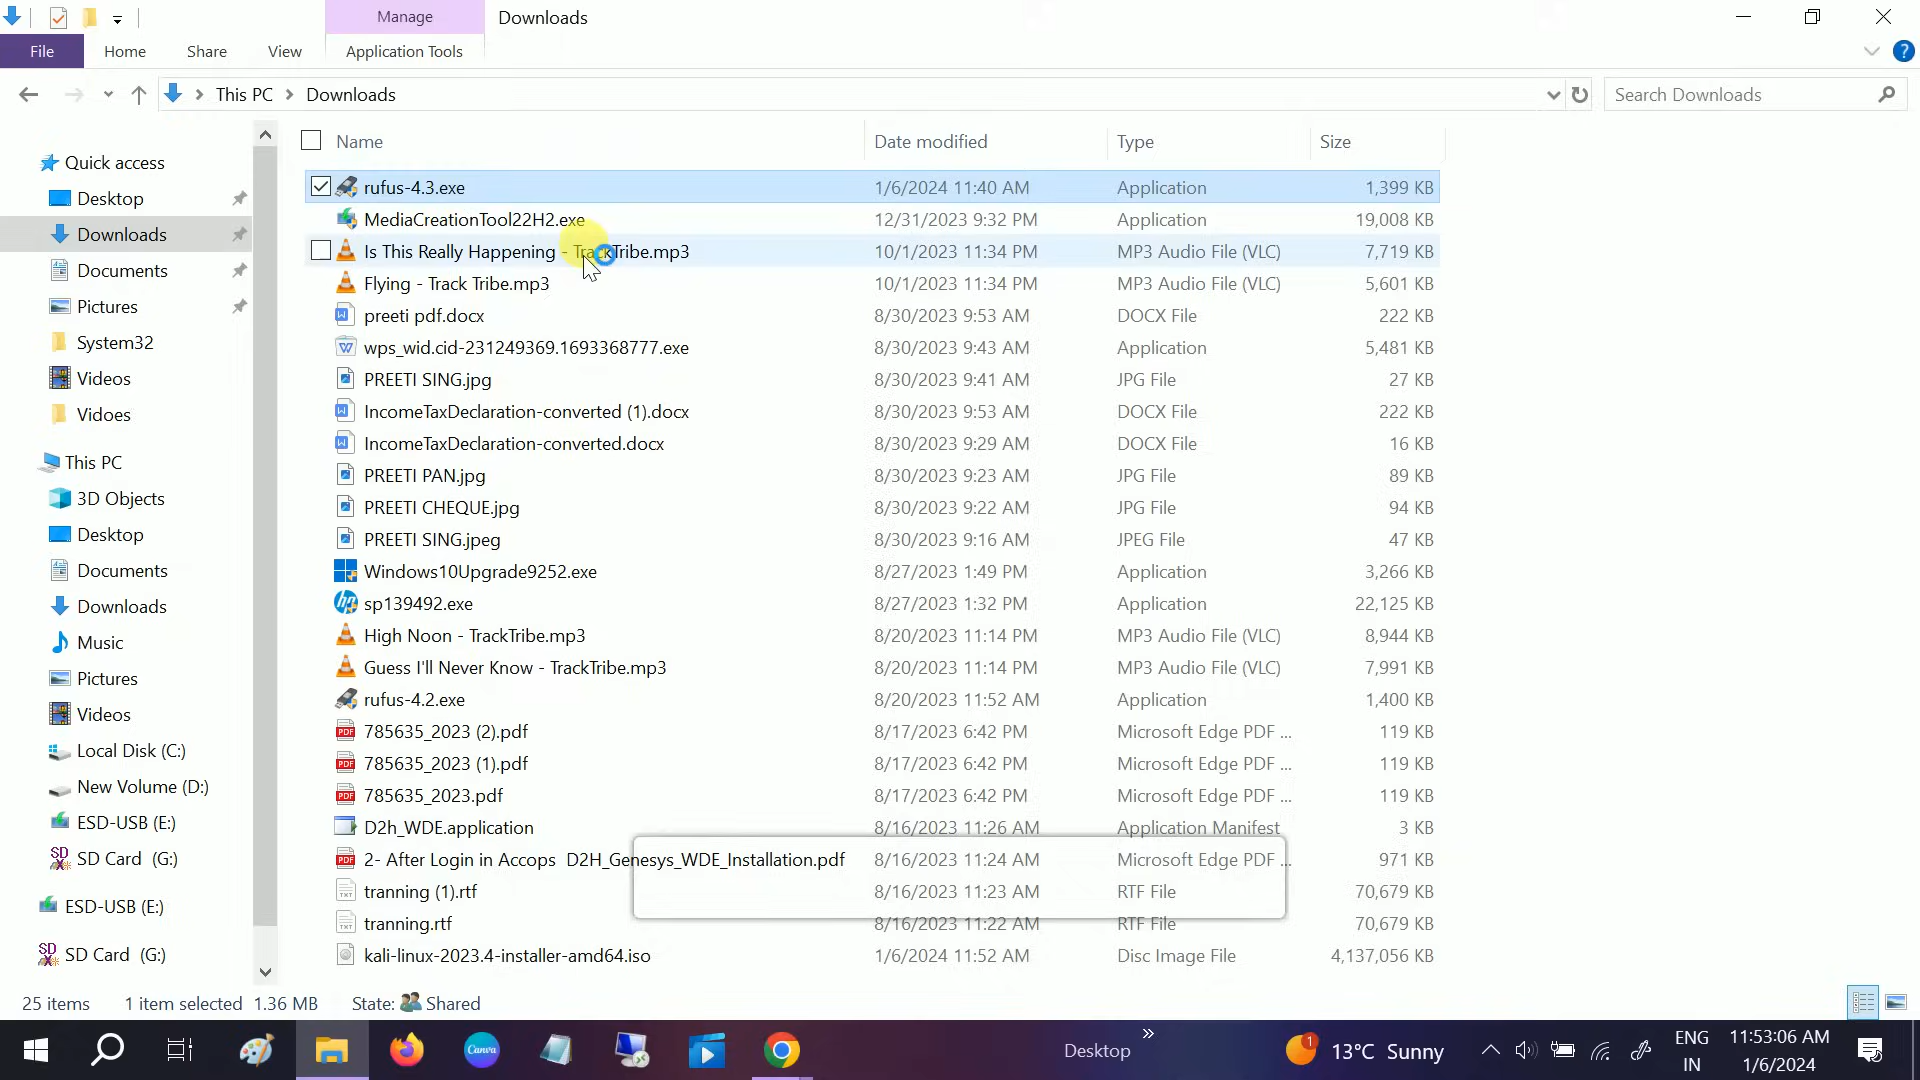 Manage
Downloads
File
Home
Share
View
Application Tools
This PC
Downloads
Search Downloads
Name
Date modified
Type
Size
Quick access
Desktop
Downloads
Documents
Pictures
System32
Videos
Vidoes
This PC
3D Objects
Desktop
Documents
Downloads
Music
Pictures
Videos
Local Disk (C:)
New Volume (D:)
ESD-USB (E:)
SD Card (G:)
ESD-USB (E:)
SD Card (G:)
rufus-4.3.exe 1/6/2024 11:40 AM Application 1,399 KB
MediaCreationTool22H2.exe 12/31/2023 9:32 PM Application 19,008 KB
Is This Really Happening - TrackTribe.mp3 10/1/2023 11:34 PM MP3 Audio File (VLC) 7,719 KB
Flying - Track Tribe.mp3 10/1/2023 11:34 PM MP3 Audio File (VLC) 5,601 KB
preeti pdf.docx 8/30/2023 9:53 AM DOCX File 222 KB
wps_wid.cid-231249369.1693368777.exe 8/30/2023 9:43 AM Application 5,481 KB
PREETI SING.jpg 8/30/2023 9:41 AM JPG File 27 KB
IncomeTaxDeclaration-converted (1).docx 8/30/2023 9:53 AM DOCX File 222 KB
IncomeTaxDeclaration-converted.docx 8/30/2023 9:29 AM DOCX File 16 KB
PREETI PAN.jpg 8/30/2023 9:23 AM JPG File 89 KB
PREETI CHEQUE.jpg 8/30/2023 9:22 AM JPG File 94 KB
PREETI SING.jpeg 8/30/2023 9:16 AM JPEG File 47 KB
Windows10Upgrade9252.exe 8/27/2023 1:49 PM Application 3,266 KB
sp139492.exe 8/27/2023 1:32 PM Application 22,125 KB
High Noon - TrackTribe.mp3 8/20/2023 11:14 PM MP3 Audio File (VLC) 8,944 KB
Guess I'll Never Know - TrackTribe.mp3 8/20/2023 11:14 PM MP3 Audio File (VLC) 7,991 KB
rufus-4.2.exe 8/20/2023 11:52 AM Application 1,400 KB
785635_2023 (2).pdf 8/17/2023 6:42 PM Microsoft Edge PDF ... 119 KB
785635_2023 (1).pdf 8/17/2023 6:42 PM Microsoft Edge PDF ... 119 KB
785635_2023.pdf 8/17/2023 6:42 PM Microsoft Edge PDF ... 119 KB
D2h_WDE.application 8/16/2023 11:26 AM Application Manifest 3 KB
2- After Login in Accops D2H_Genesys_WDE_Installation.pdf 8/16/2023 11:24 AM Microsoft Edge PDF ... 971 KB
tranning (1).rtf 8/16/2023 11:23 AM RTF File 70,679 KB
tranning.rtf 8/16/2023 11:22 AM RTF File 70,679 KB
kali-linux-2023.4-installer-amd64.iso 1/6/2024 11:52 AM Disc Image File 4,137,056 KB
25 items 1 item selected 1.36 MB State: Shared
Canva
Desktop
1
13°C Sunny
ENG
IN
11:53:06 AM
1/6/2024